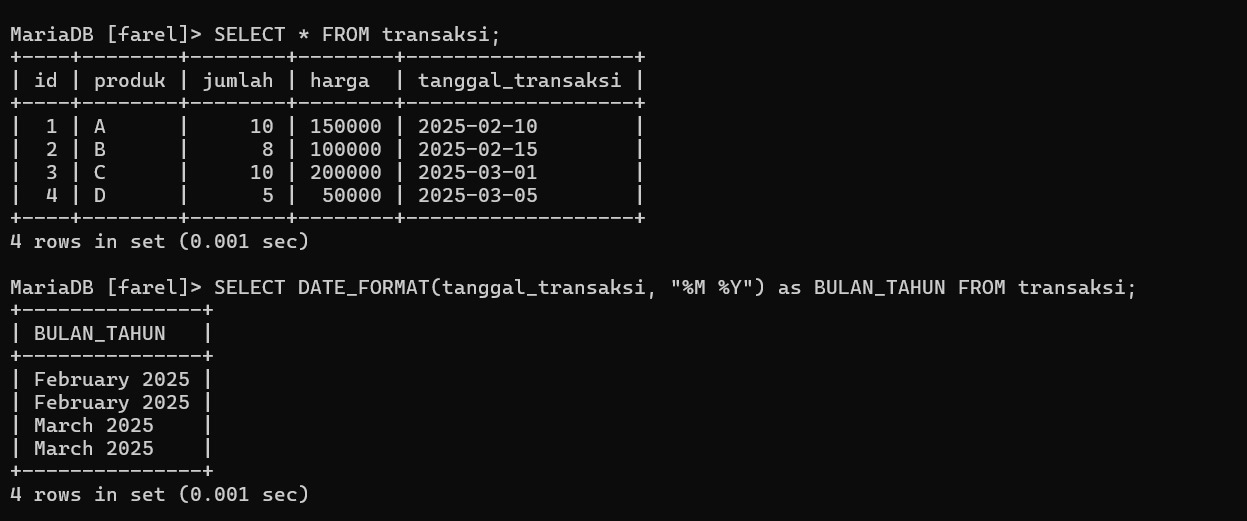 MariaDB [farel]> SELECT * FROM transaksi;
+----+--------+--------+--------+-------------------+
| id | produk | jumlah | harga  | tanggal_transaksi |
+----+--------+--------+--------+-------------------+
|  1 | A      |     10 | 150000 | 2025-02-10        |
|  2 | B      |      8 | 100000 | 2025-02-15        |
|  3 | C      |     10 | 200000 | 2025-03-01        |
|  4 | D      |      5 |  50000 | 2025-03-05        |
+----+--------+--------+--------+-------------------+
4 rows in set (0.001 sec)
MariaDB [farel]> SELECT DATE_FORMAT(tanggal_transaksi, "%M %Y") as BULAN_TAHUN FROM transaksi;
+---------------+
| BULAN_TAHUN   |
+---------------+
| February 2025 |
| February 2025 |
| March 2025    |
| March 2025    |
+---------------+
4 rows in set (0.001 sec)